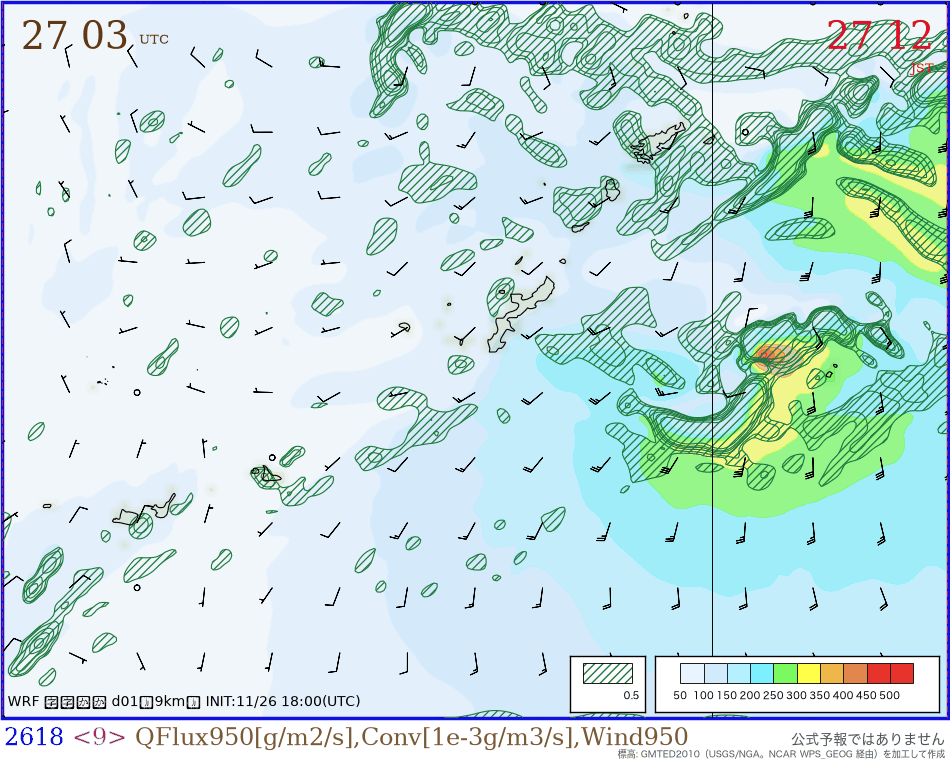 27 03 UTC
27 12
JST
0.5
50 100 150 200 250 300 350 400 450 500
WRF d01 9km INIT:11/26 18:00(UTC)
2618 <9> QFlux950[g/m2/s],Conv[1e-3g/m3/s],Wind950
公式予報ではありません
標高: GMTED2010（USGS/NGA。NCAR WPS_GEOG 経由）を加工して作成